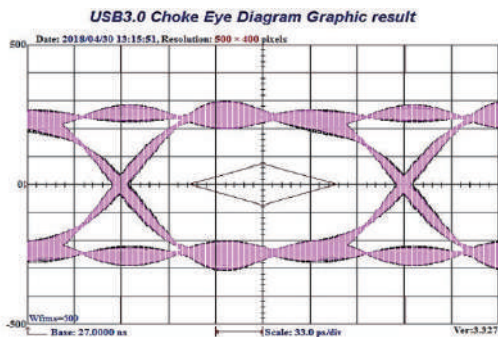 USB3.0 Choke Eye Diagram Graphic result
500
Date: 2018/04/30 13:15:51, Resolution: 500 × 400 pixels
-500
Wfms=500
Base: 27.0000 ns
Scale: 33.0 ps/div
Ver:3.327